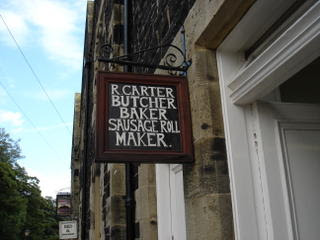 R. CARTER
BUTCHER
BAKER
SAUSAGE ROLL
MAKER.